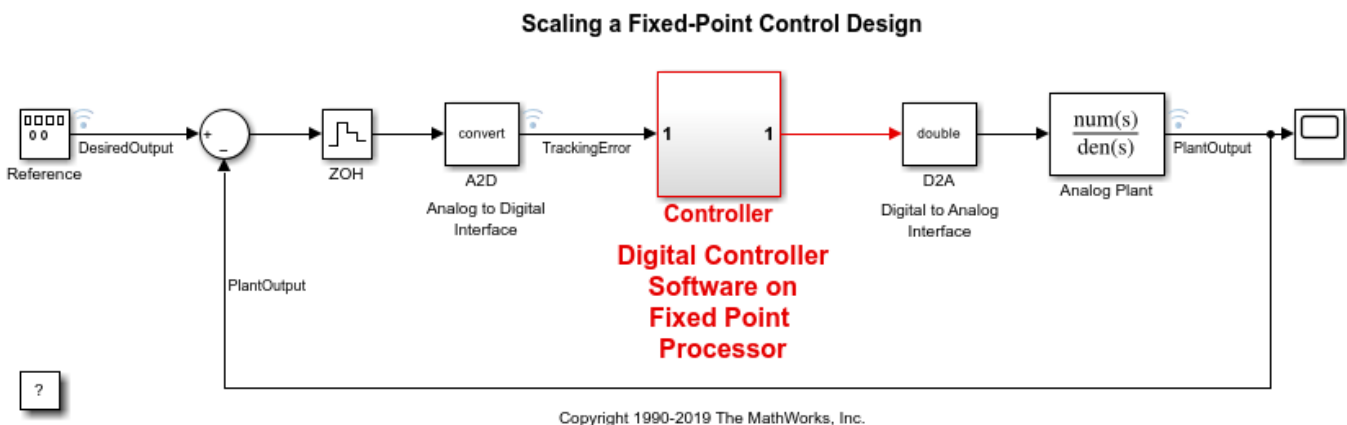 Scaling a Fixed-Point Control Design
+
−
DesiredOutput
Reference
ZOH
convert
A2D
Analog to Digital
Interface
TrackingError
1
1
Controller
Digital Controller
Software on
Fixed Point
Processor
double
D2A
Digital to Analog
Interface
num(s)
den(s)
Analog Plant
PlantOutput
PlantOutput
?
Copyright 1990-2019 The MathWorks, Inc.